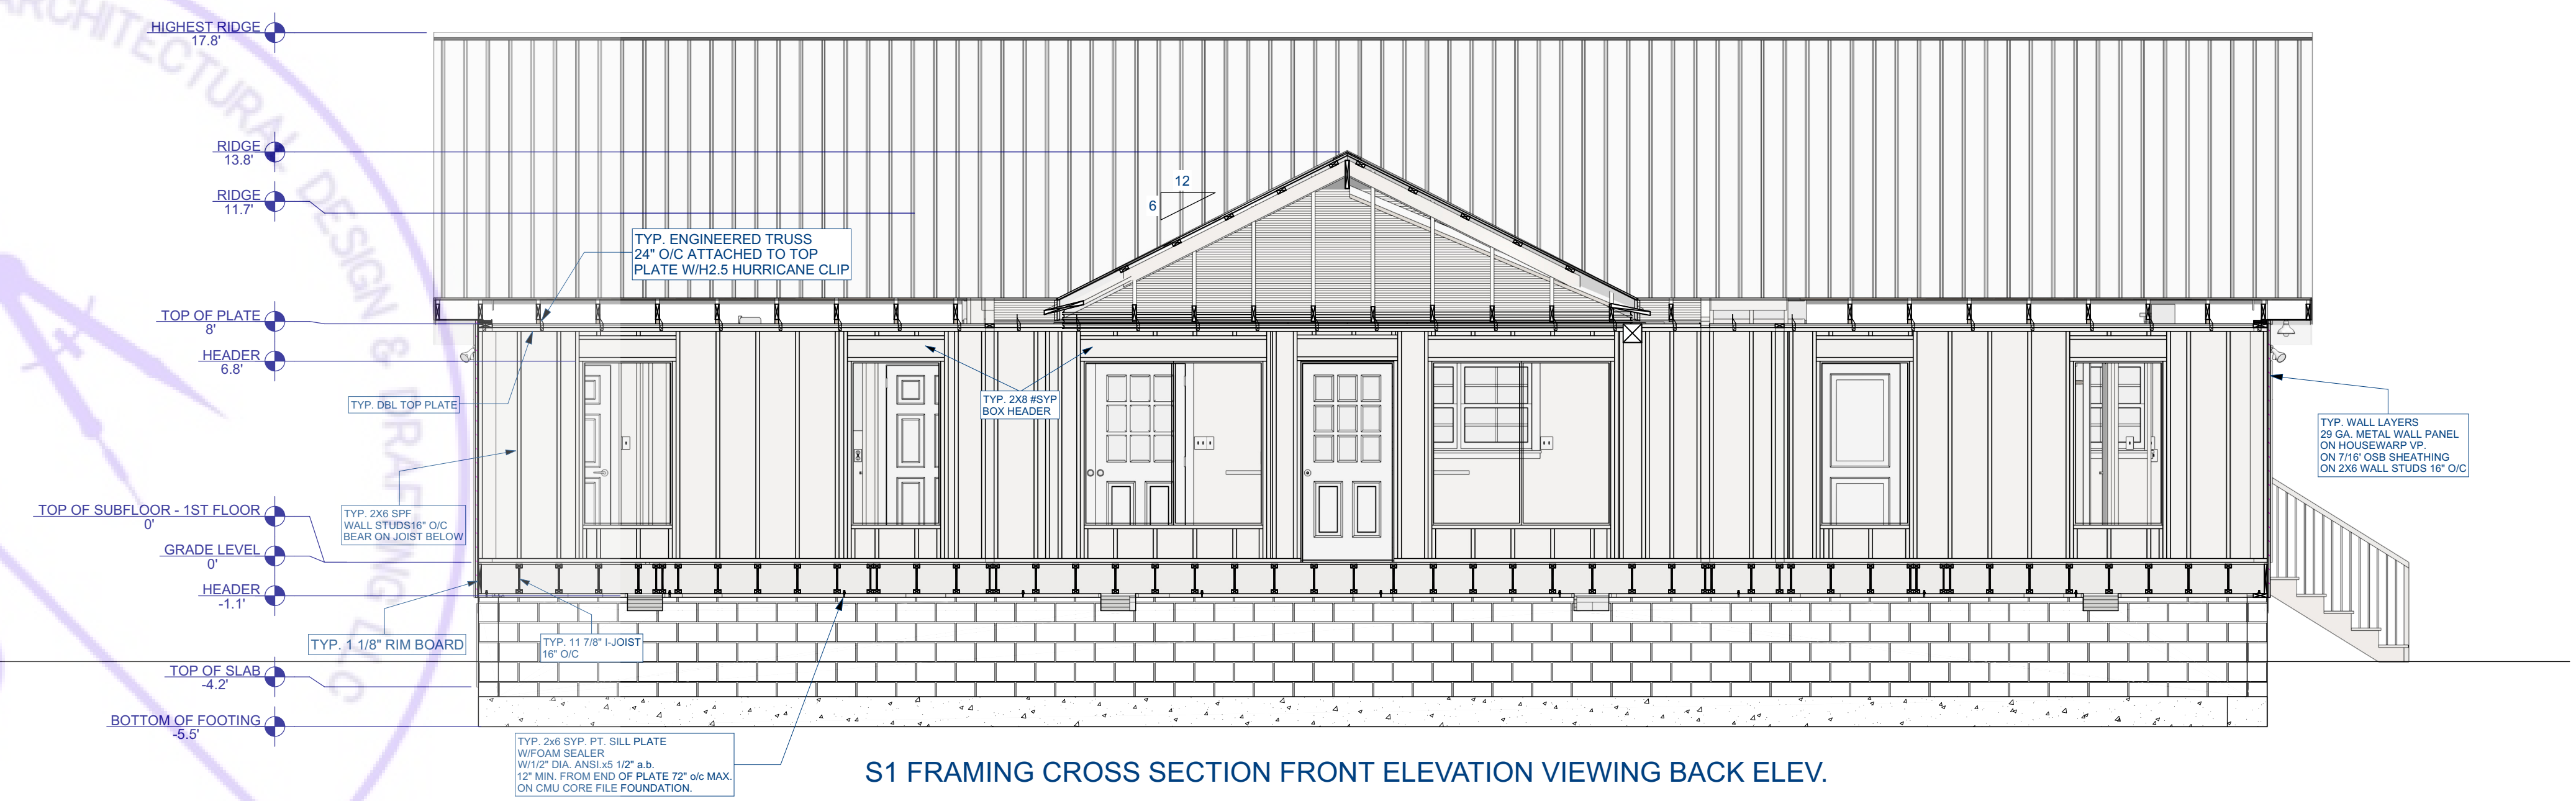 ARCHITECTURAL DESIGN & DRAFTING LLC
HIGHEST RIDGE
17.8'
RIDGE
13.8'
RIDGE
11.7'
12
6
TYP. ENGINEERED TRUSS
24" O/C ATTACHED TO TOP
PLATE W/H2.5 HURRICANE CLIP
TOP OF PLATE
8'
HEADER
6.8'
TYP. DBL TOP PLATE
TYP. 2X8 #SYP
BOX HEADER
TYP. WALL LAYERS
29 GA. METAL WALL PANEL
ON HOUSEWARP VP.
ON 7/16' OSB SHEATHING
ON 2X6 WALL STUDS 16" O/C
TOP OF SUBFLOOR - 1ST FLOOR
0'
TYP. 2X6 SPF
WALL STUDS16" O/C
BEAR ON JOIST BELOW
GRADE LEVEL
0'
HEADER
-1.1'
TYP. 1 1/8" RIM BOARD
TYP. 11 7/8" I-JOIST
16" O/C
TOP OF SLAB
-4.2'
BOTTOM OF FOOTING
-5.5'
TYP. 2x6 SYP. PT. SILL PLATE
W/FOAM SEALER
W/1/2" DIA. ANSI.x5 1/2" a.b.
12" MIN. FROM END OF PLATE 72" o/c MAX.
ON CMU CORE FILE FOUNDATION.
S1 FRAMING CROSS SECTION FRONT ELEVATION VIEWING BACK ELEV.